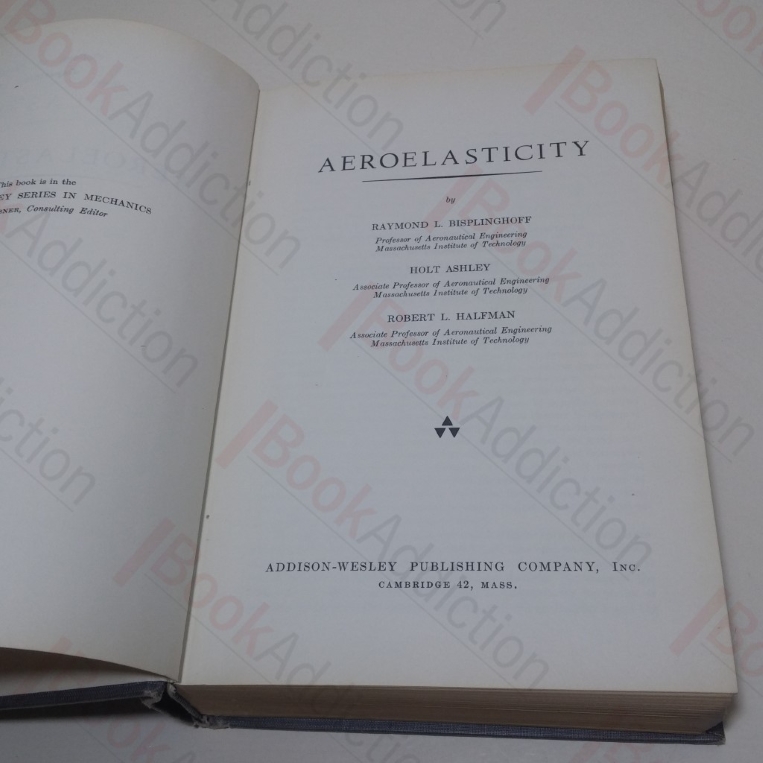 This book is in the
EY SERIES IN MECHANICS
NER, Consulting Editor
AEROELASTICITY
by
RAYMOND L. BISPLINGHOFF
Professor of Aeronautical Engineering
Massachusetts Institute of Technology
HOLT ASHLEY
Associate Professor of Aeronautical Engineering
Massachusetts Institute of Technology
ROBERT L. HALFMAN
Associate Professor of Aeronautical Engineering
Massachusetts Institute of Technology
ADDISON-WESLEY PUBLISHING COMPANY, INC.
CAMBRIDGE 42, MASS.
BookAddiction